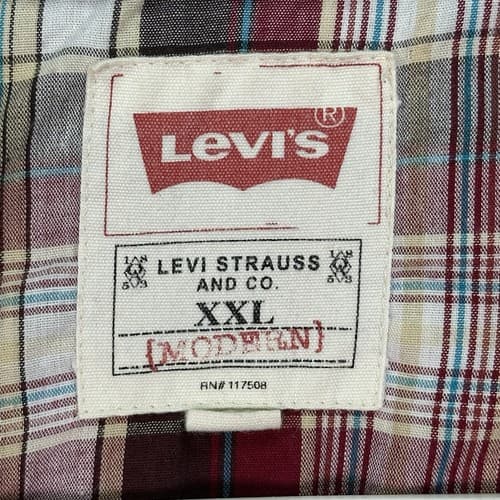 Levi's ®
LEVI STRAUSS
AND CO.
XXL
{MODERN}
RN# 117508